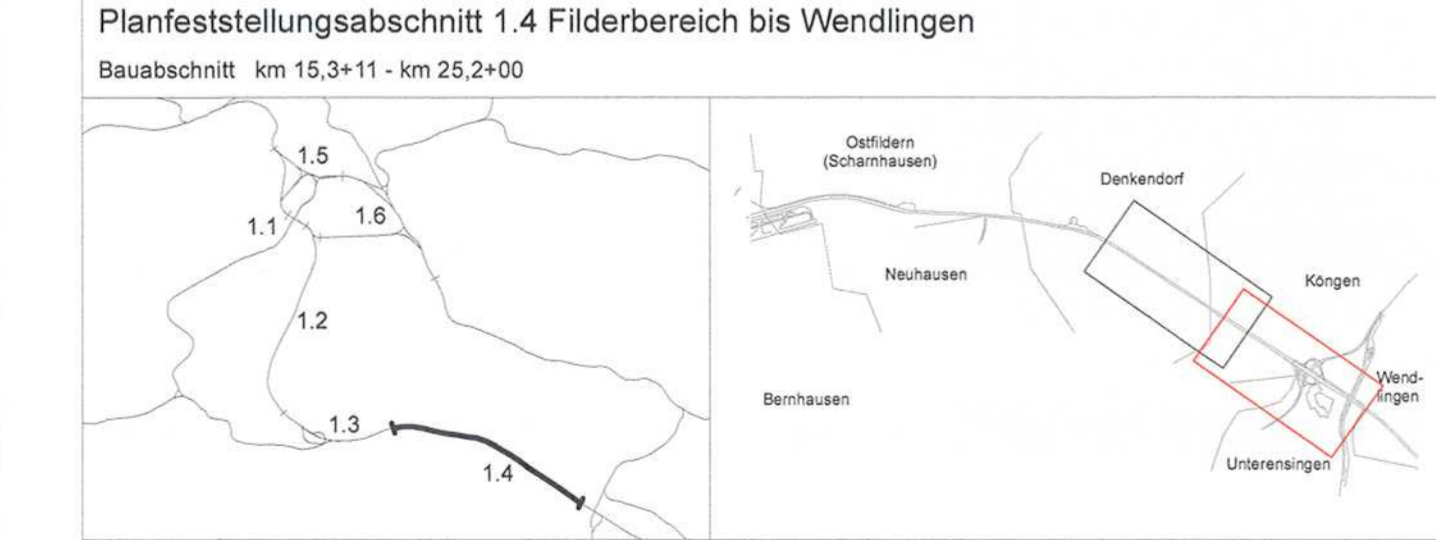 Planfeststellungsabschnitt 1.4 Filderbereich bis Wendlingen
Bauabschnitt km 15,3+11 - km 25,2+00
1.5
1.1
1.6
1.2
1.3
1.4
Ostfildern
(Scharnhausen)
Denkendorf
Neuhausen
Köngen
Bernhausen
Wend-
lingen
Unterensingen